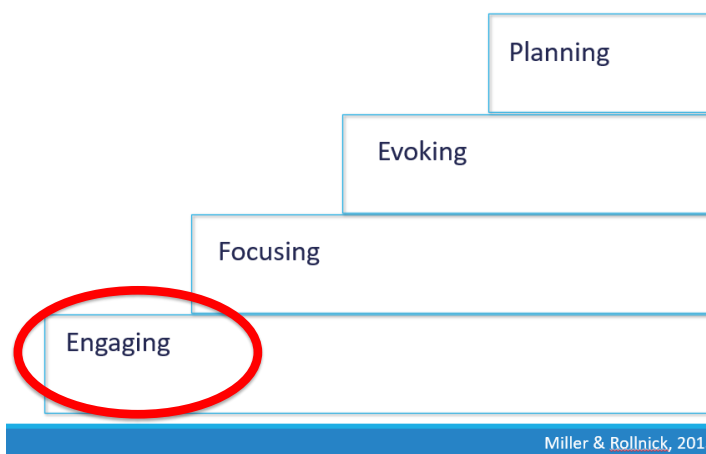 Planning
Evoking
Focusing
Engaging
Miller & Rollnick, 201